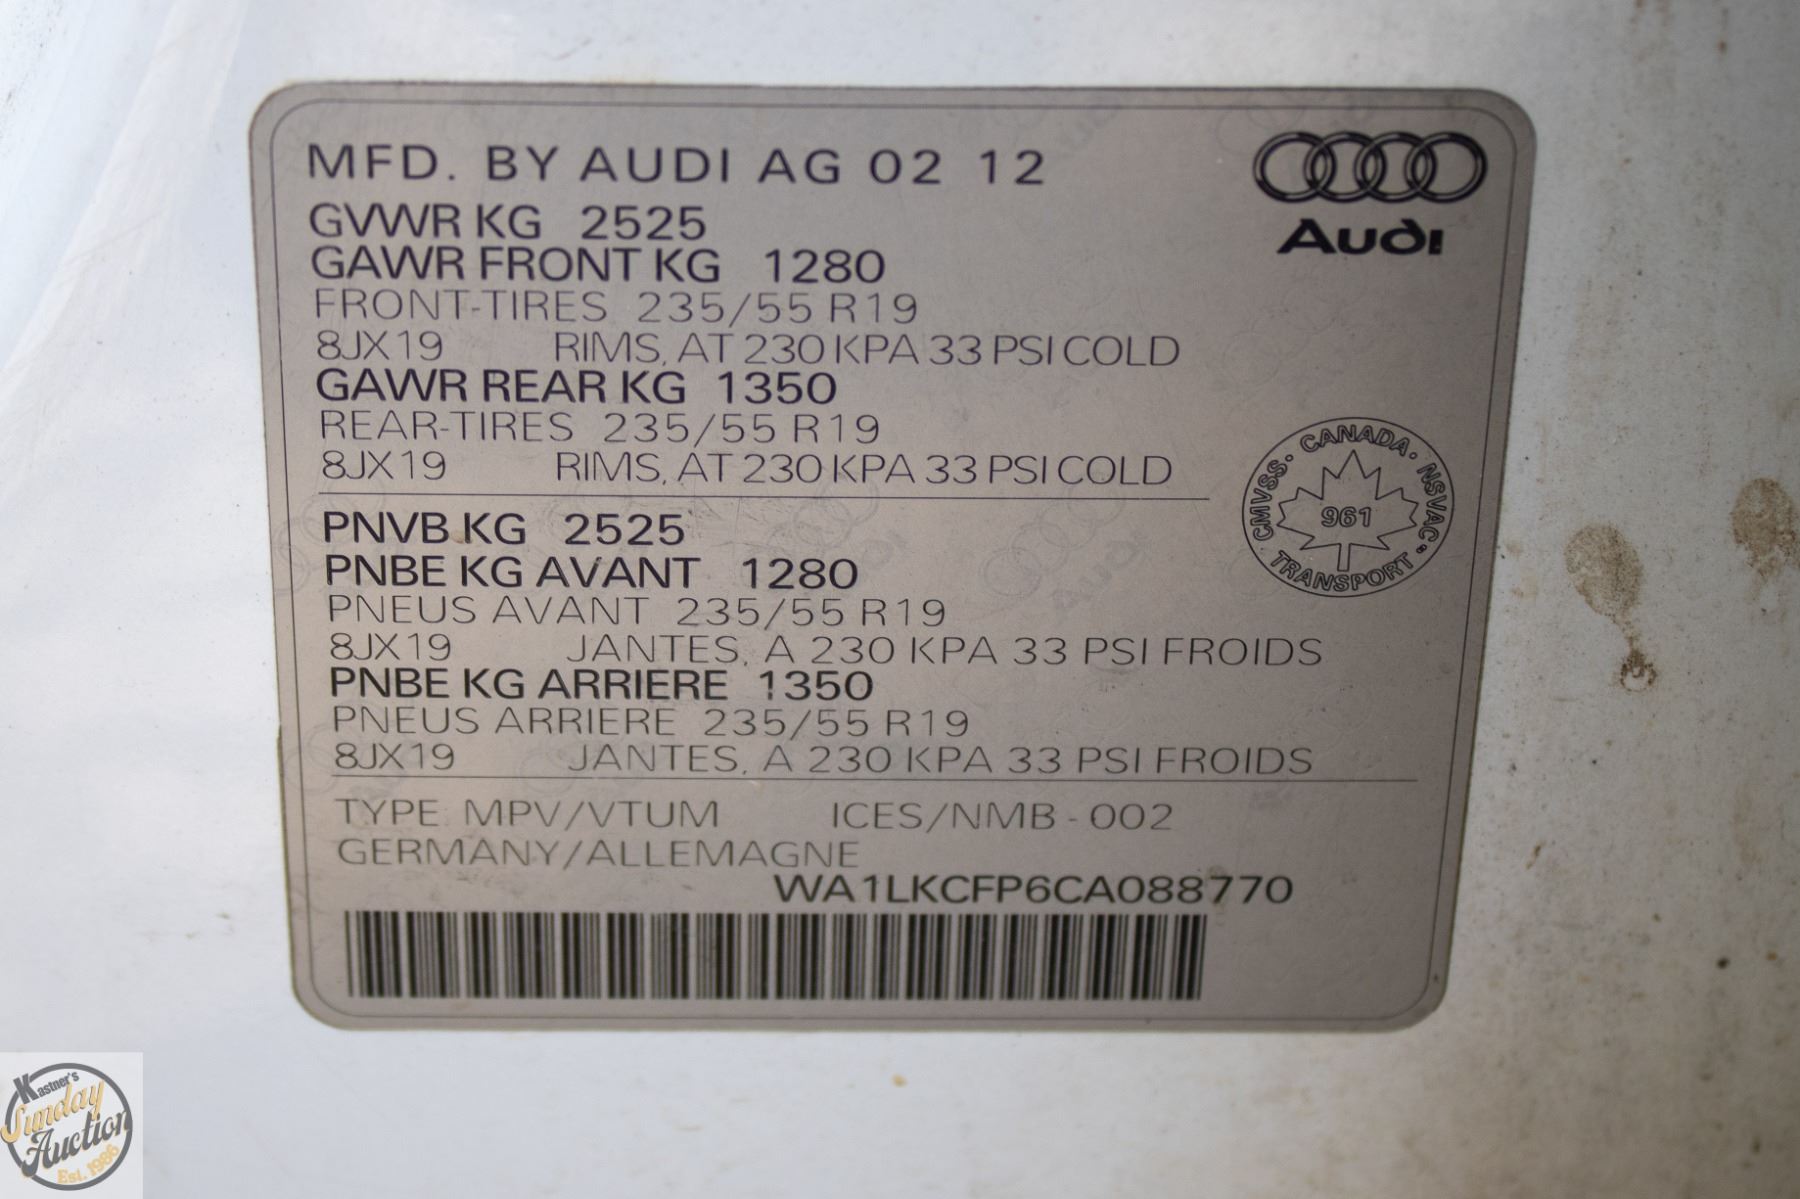 MFD. BY AUDI AG 02 12
Audi
GVWR KG 2525
GAWR FRONT KG 1280
FRONT-TIRES 235/55 R19
8JX19 RIMS, AT 230 KPA 33 PSI COLD
GAWR REAR KG 1350
REAR-TIRES 235/55 R19
8JX19 RIMS, AT 230 KPA 33 PSI COLD
CANADA · NSVAC · TRANSPORT · CMVSS ·
961
PNVB KG 2525
PNBE KG AVANT 1280
PNEUS AVANT 235/55 R19
8JX19 JANTES, A 230 KPA 33 PSI FROIDS
PNBE KG ARRIERE 1350
PNEUS ARRIERE 235/55 R19
8JX19 JANTES, A 230 KPA 33 PSI FROIDS
TYPE: MPV/VTUM ICES/NMB - 002
GERMANY/ALLEMAGNE
WA1LKCFP6CA088770
Kastner's
Sunday
Auction
Est. 1986